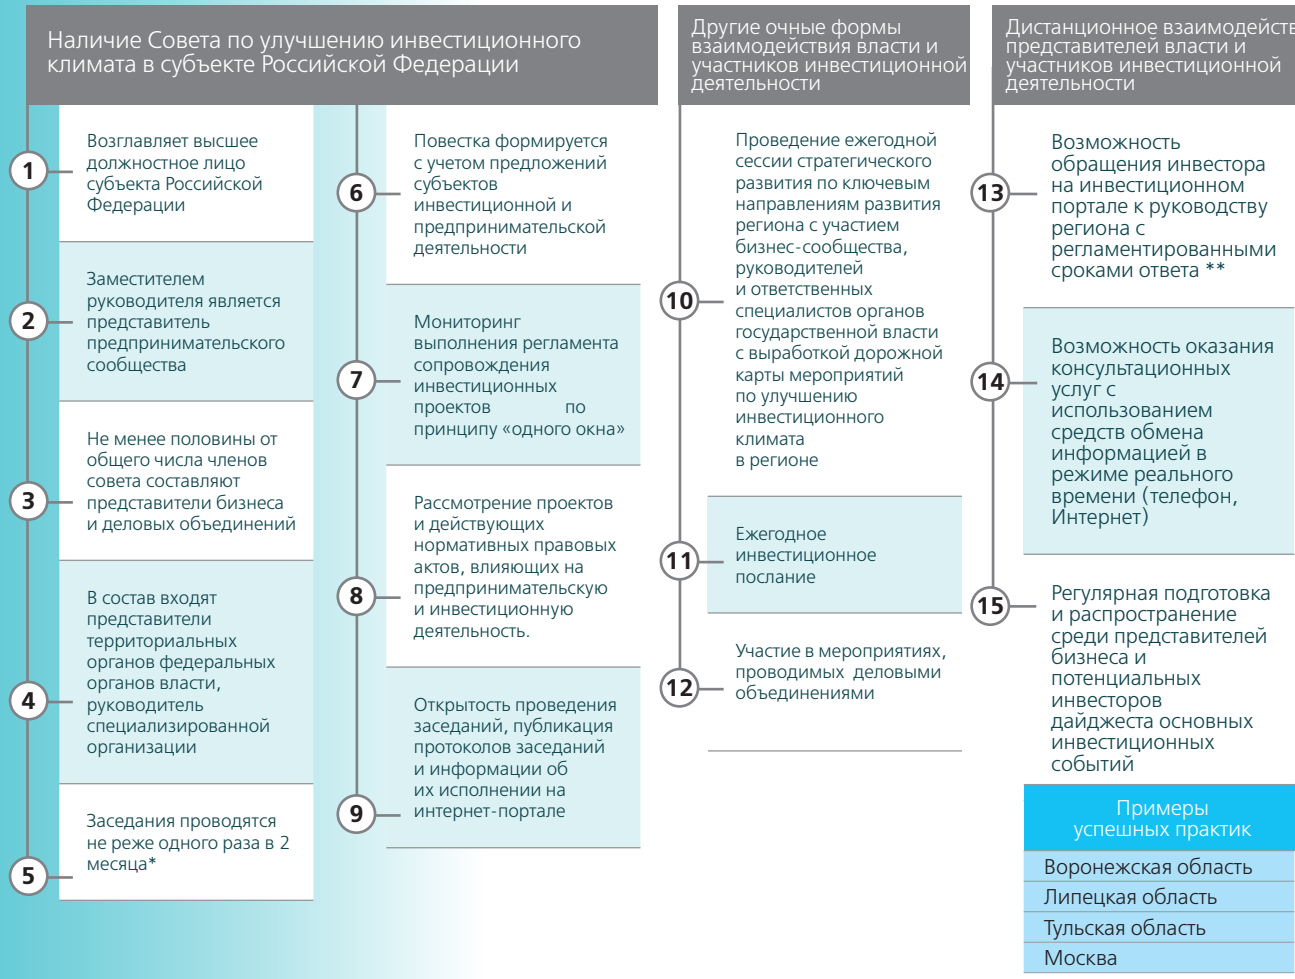 Наличие Совета по улучшению инвестиционного
климата в субъекте Российской Федерации
1
Возглавляет высшее
должностное лицо
субъекта Российской
Федерации
2
Заместителем
руководителя является
представитель
предпринимательского
сообщества
3
Не менее половины от
общего числа членов
совета составляют
представители бизнеса
и деловых объединений
4
В состав входят
представители
территориальных
органов федеральных
органов власти,
руководитель
специализированной
организации
5
Заседания проводятся
не реже одного раза в 2
месяца*
6
Повестка формируется
с учетом предложений
субъектов
инвестиционной и
предпринимательской
деятельности
7
Мониторинг
выполнения регламента
сопровождения
инвестиционных
проектов по
принципу «одного окна»
8
Рассмотрение проектов
и действующих
нормативных правовых
актов, влияющих на
предпринимательскую
и инвестиционную
деятельность.
9
Открытость проведения
заседаний, публикация
протоколов заседаний
и информации об
их исполнении на
интернет-портале
Другие очные формы
взаимодействия власти и
участников инвестиционной
деятельности
10
Проведение ежегодной
сессии стратегического
развития по ключевым
направлениям развития
региона с участием
бизнес-сообщества,
руководителей
и ответственных
специалистов органов
государственной власти
с выработкой дорожной
карты мероприятий
по улучшению
инвестиционного
климата
в регионе
11
Ежегодное
инвестиционное
послание
12
Участие в мероприятиях,
проводимых деловыми
объединениями
Дистанционное взаимодейств
представителей власти и
участников инвестиционной
деятельности
13
Возможность
обращения инвестора
на инвестиционном
портале к руководству
региона с
регламентированными
сроками ответа **
14
Возможность оказания
консультационных
услуг с
использованием
средств обмена
информацией в
режиме реального
времени (телефон,
Интернет)
15
Регулярная подготовка
и распространение
среди представителей
бизнеса и
потенциальных
инвесторов
дайджеста основных
инвестиционных
событий
Примеры
успешных практик
Воронежская область
Липецкая область
Тульская область
Москва